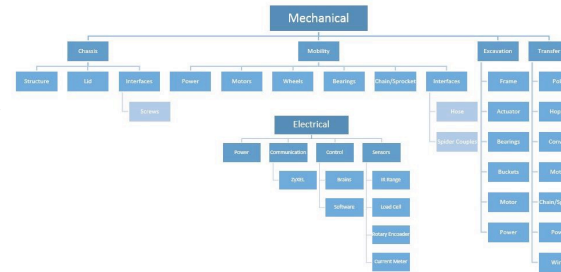 Mechanical
Chassis
Mobility
Excavation
Transfer
Structure
Lid
Interfaces
Power
Motors
Wheels
Bearings
Chain/Sprocket
Interfaces
Frame
Screws
Hose
Actuator
Spider Coupler
Bearings
Buckets
Motor
Chain/Sp
Power
Electrical
Power
Communication
Control
Sensors
IR Range
Software
Load Cell
Rotary Encoder
Current Meter